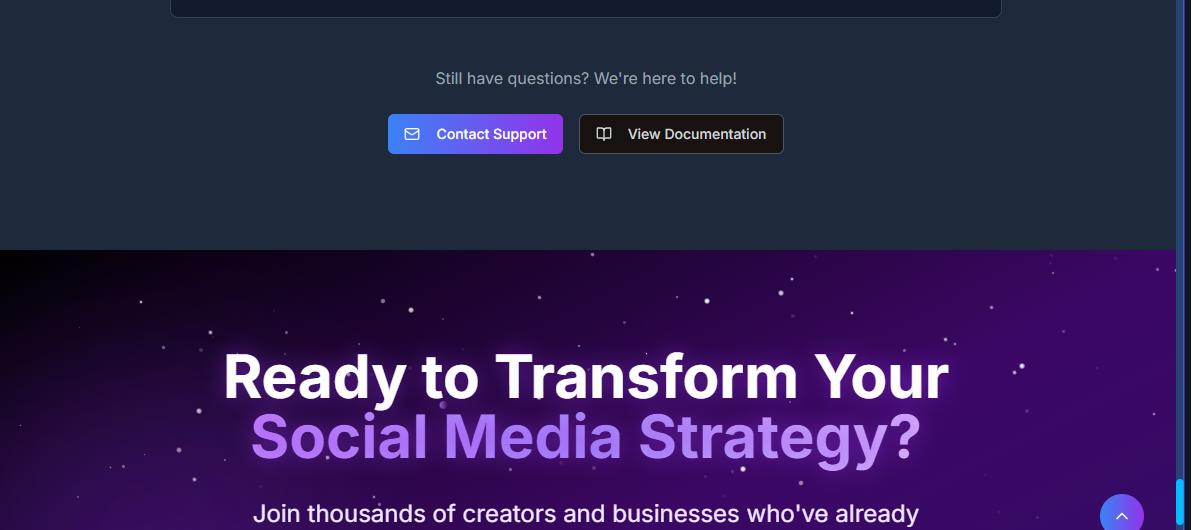 Still have questions? We're here to help!
Contact Support
View Documentation
Ready to Transform Your
Social Media Strategy?
Join thousands of creators and businesses who've already